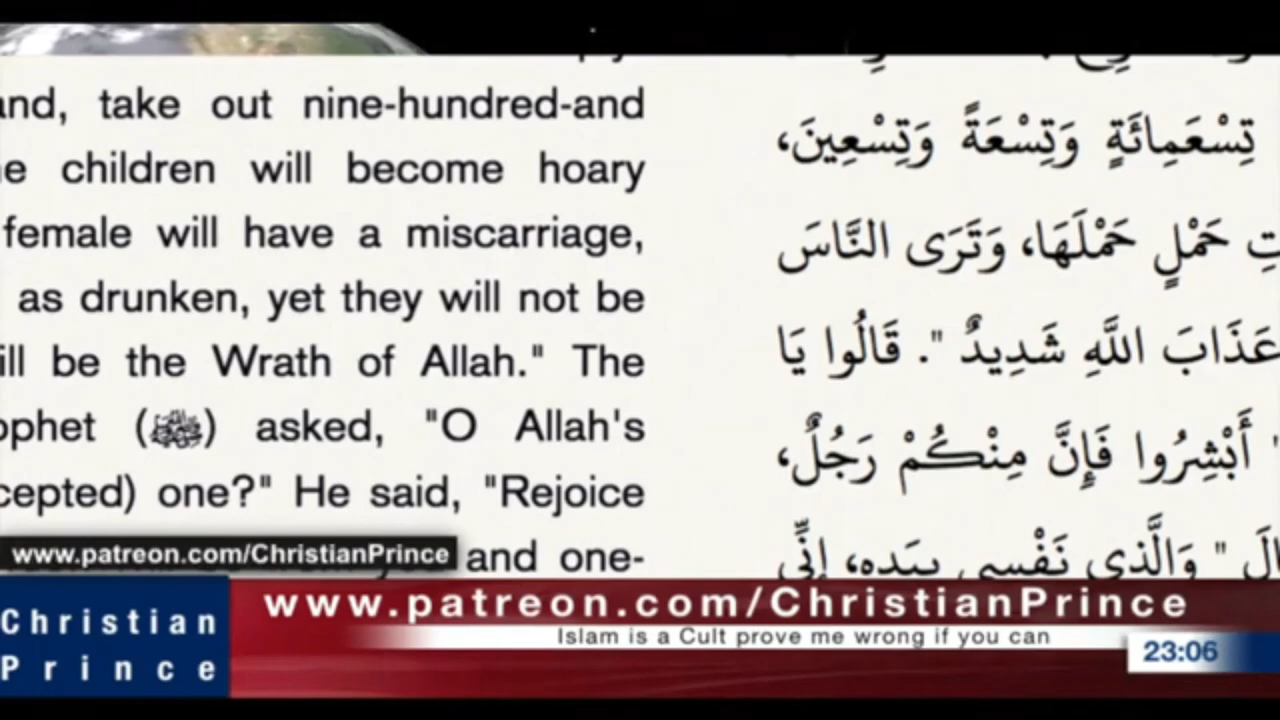 and, take out nine-hundred-and
e children will become hoary
female will have a miscarriage,
as drunken, yet they will not be
ill be the Wrath of Allah." The
ophet (ﷺ) asked, "O Allah's
cepted) one?" He said, "Rejoice
and one-
تِسْعَمِائَةٍ وَتِسْعَةً وَتِسْعِينَ،
تِ حَمْلٍ حَمْلَهَا، وَتَرَى النَّاسَ
عَذَابَ اللَّهِ شَدِيدٌ ". قَالُوا يَا
" أَبْشِرُوا فَإِنَّ مِنْكُمْ رَجُلٌ،
الَ " وَالَّذِي نَفْسِي بِيَدِهِ، إِنِّي
www.patreon.com/ChristianPrince
Christian
Prince
www.patreon.com/ChristianPrince
Islam is a Cult prove me wrong if you can
23:06